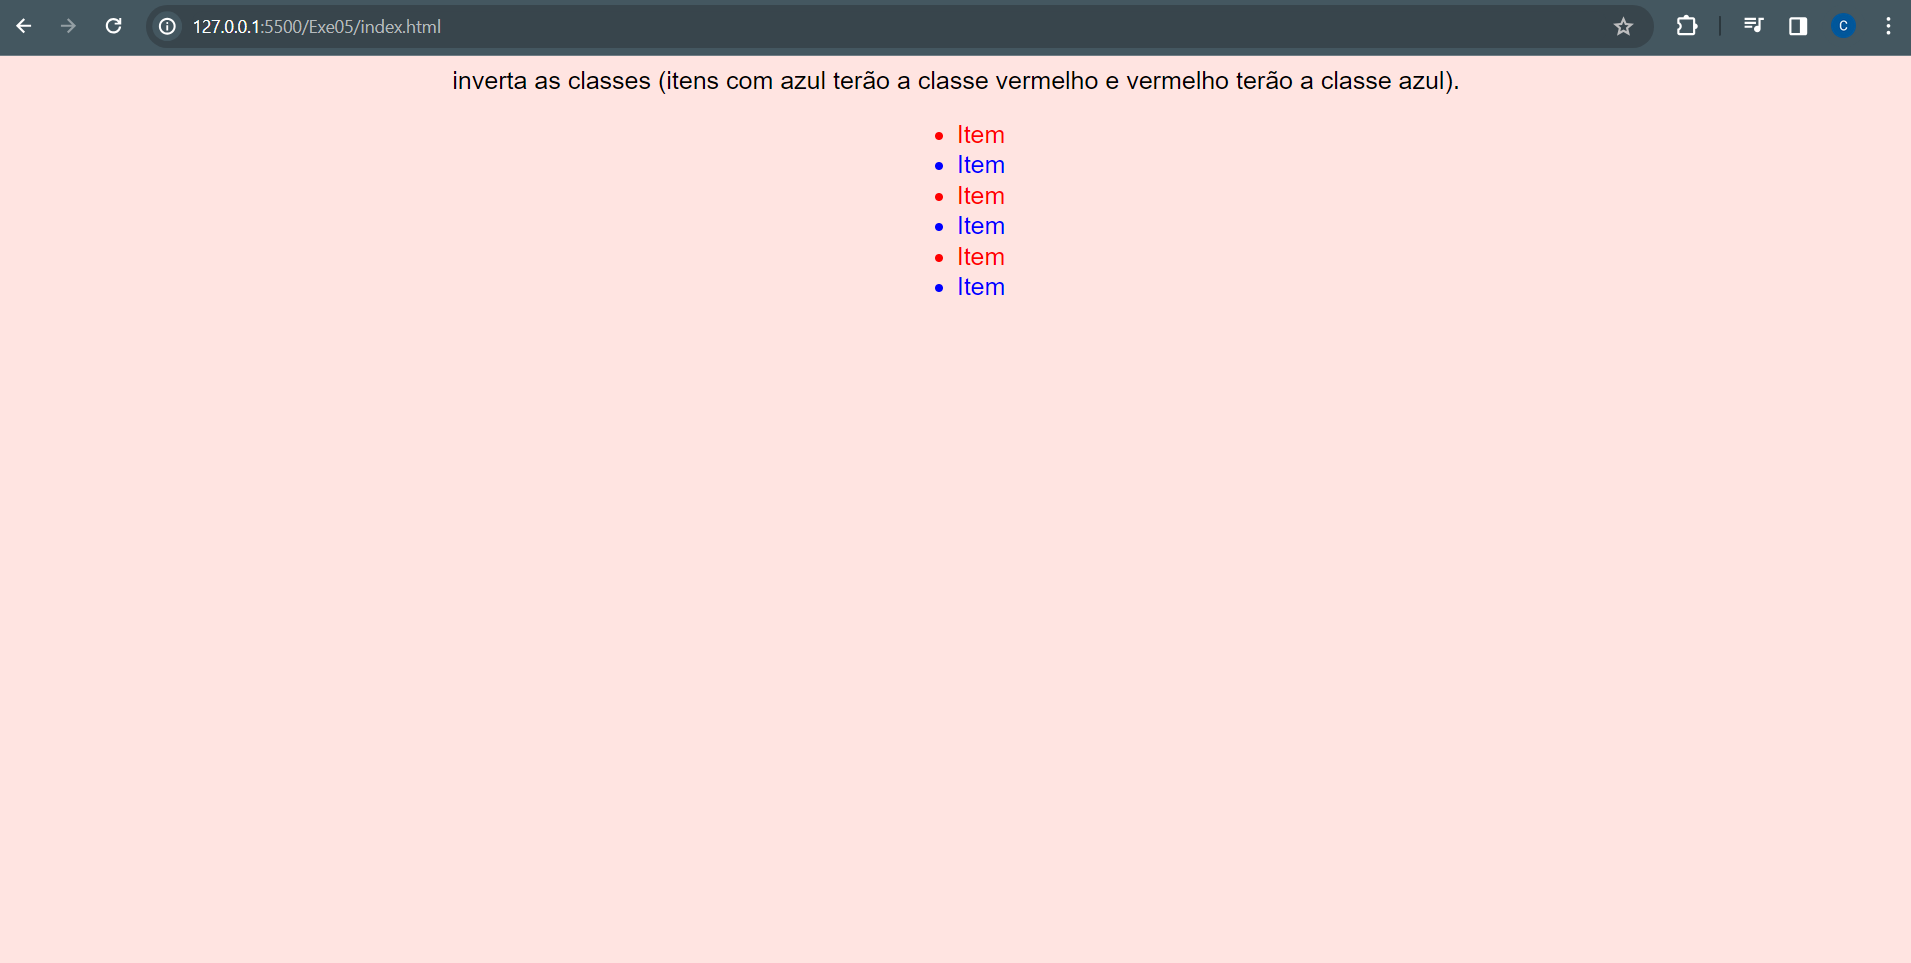 127.0.0.1:5500/Exe05/index.html
C
inverta as classes (itens com azul terão a classe vermelho e vermelho terão a classe azul).
Item
Item
Item
Item
Item
Item